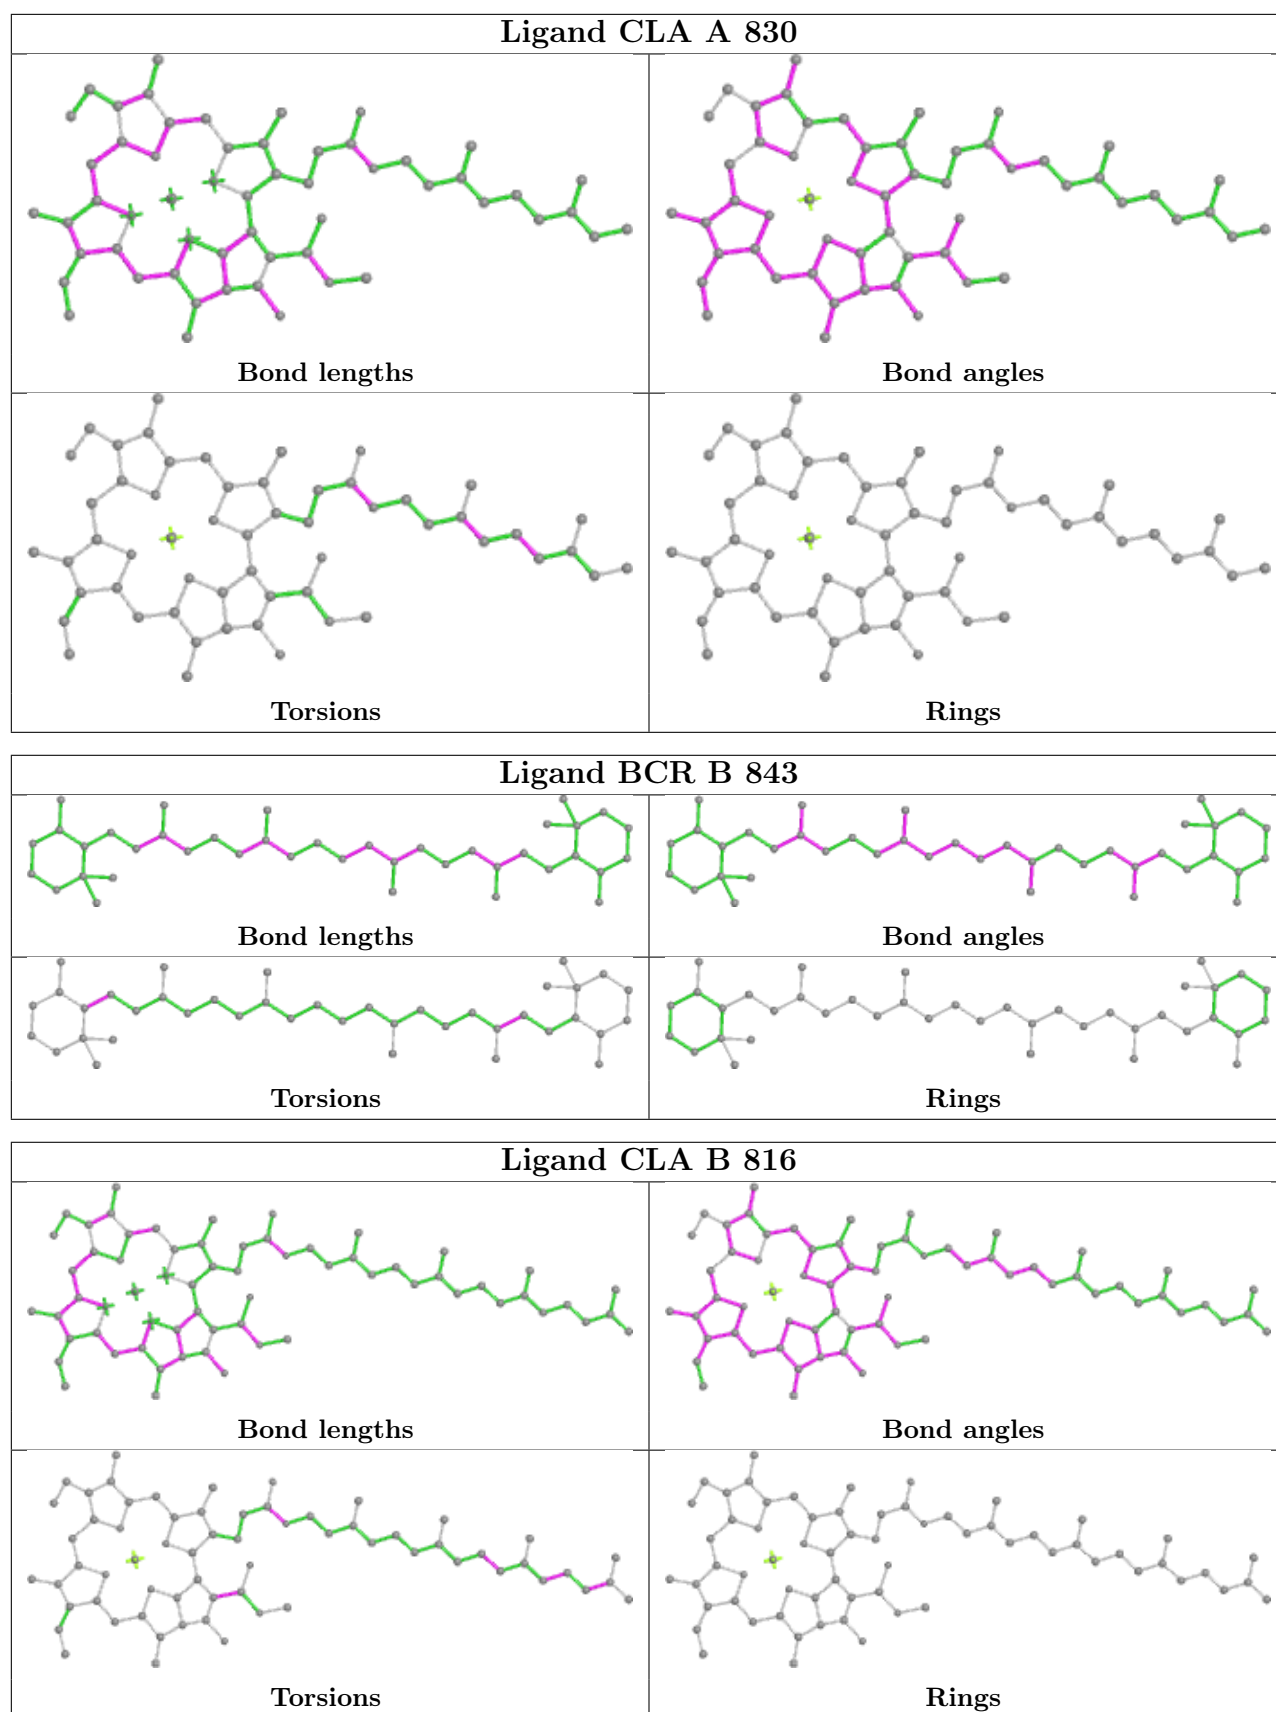 Ligand CLA A 830
Bond lengths
Bond angles
Torsions
Rings
Ligand BCR B 843
Bond lengths
Bond angles
Torsions
Rings
Ligand CLA B 816
Bond lengths
Bond angles
Torsions
Rings